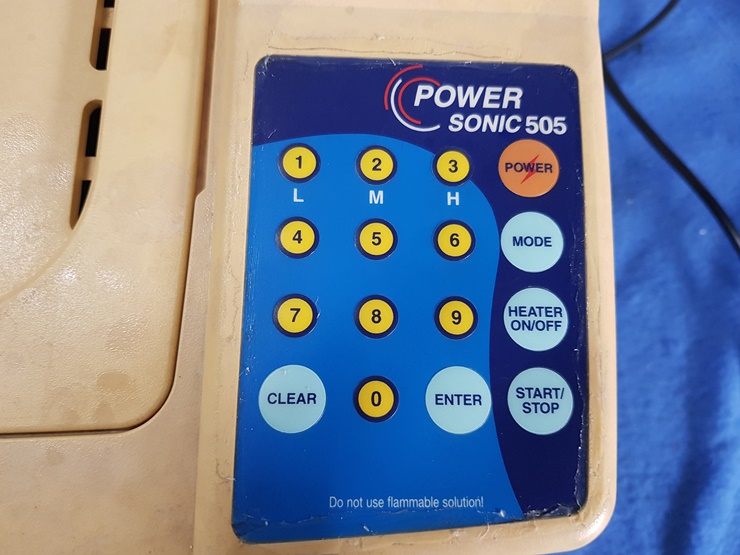 POWER
SONIC 505
1 2 3 POWER
L M H
4 5 6 MODE
7 8 9 HEATER
ON/OFF
CLEAR 0 ENTER START/
STOP
Do not use flammable solution!